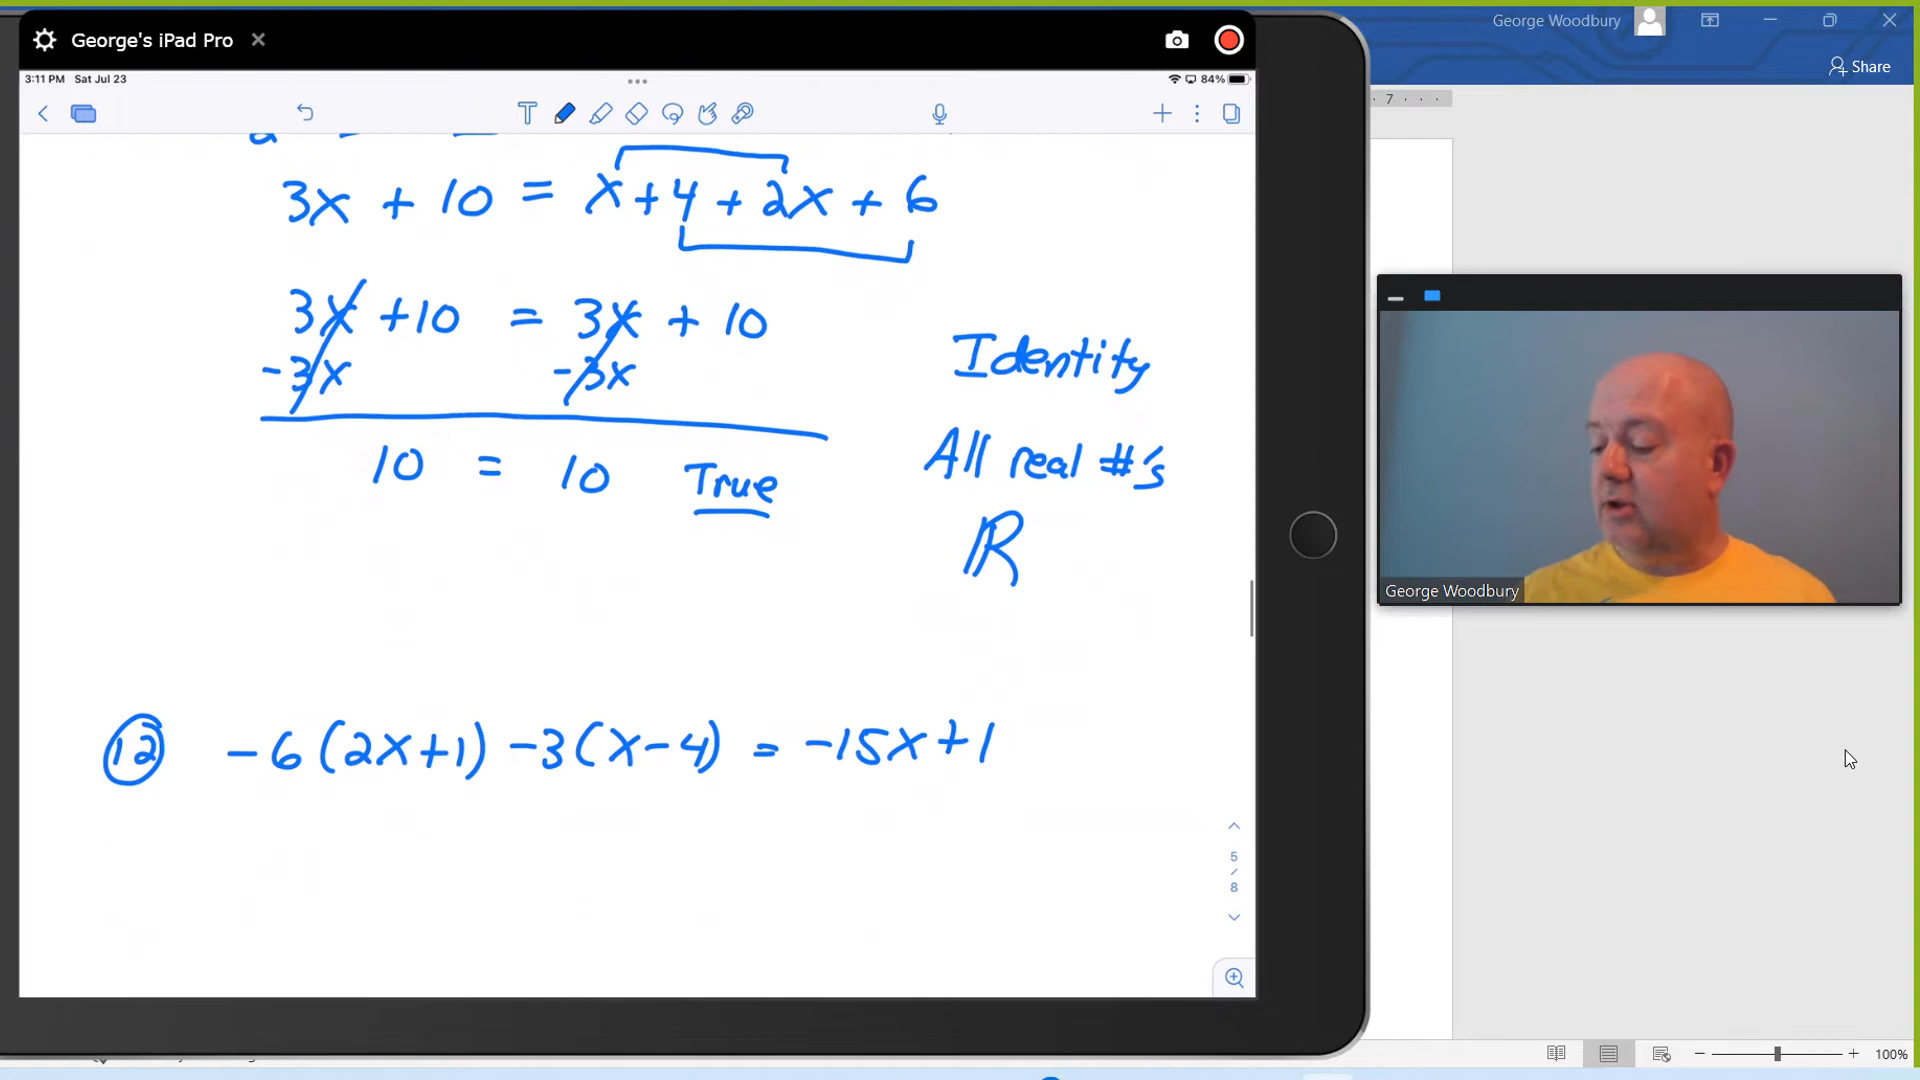 George Woodbury
George's iPad Pro
Share
3:11 PM Sat Jul 23
84%
7
3x + 10 = x + 4 + 2x + 6
3x + 10 = 3x + 10
-3x -3x
Identity
10 = 10 True
All real #'s
ℝ
George Woodbury
12 -6(2x+1) -3(x-4) = -15x+1
5
/
8
100%